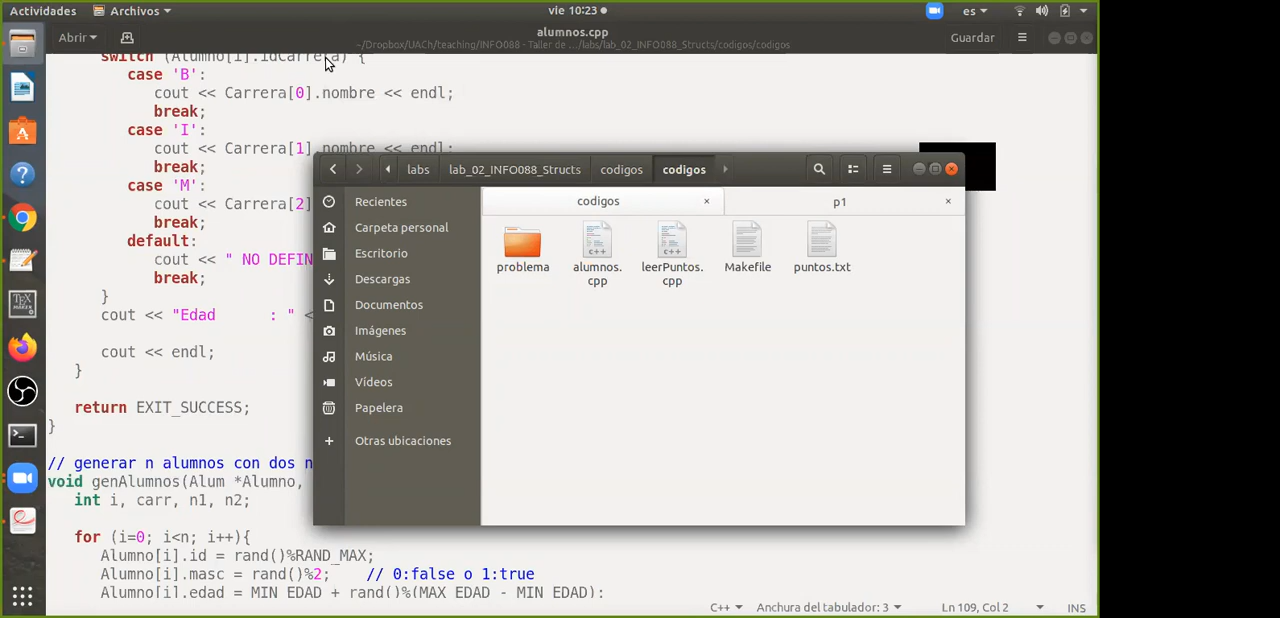 Actividades Archivos vie 10:23 es
Abrir alumnos.cpp Guardar
~/Dropbox/UACh/teaching/INFO088 - Taller de .../labs/lab_02_INFO088_Structs/codigos/codigos
switch (Alumno[i].idCarrera) {
case 'B':
cout << Carrera[0].nombre << endl;
break;
case 'I':
cout << Carrera[1].nombre << endl;
break;
case 'M':
cout << Carrera[2]
break;
default:
cout << " NO DEFIN
break;
}
cout << "Edad : " <
cout << endl;
}
return EXIT_SUCCESS;
}
// generar n alumnos con dos n
void genAlumnos(Alum *Alumno,
int i, carr, n1, n2;
for (i=0; i<n; i++){
Alumno[i].id = rand()%RAND_MAX;
Alumno[i].masc = rand()%2; // 0:false o 1:true
Alumno[i].edad = MIN_EDAD + rand()%(MAX_EDAD - MIN_EDAD);
C++ Anchura del tabulador: 3 Ln 109, Col 2 INS
labs lab_02_INFO088_Structs codigos codigos
codigos p1
Recientes
Carpeta personal
Escritorio
Descargas
Documentos
Imágenes
Música
Vídeos
Papelera
Otras ubicaciones
problema
alumnos.
cpp
leerPuntos.
cpp
Makefile
puntos.txt